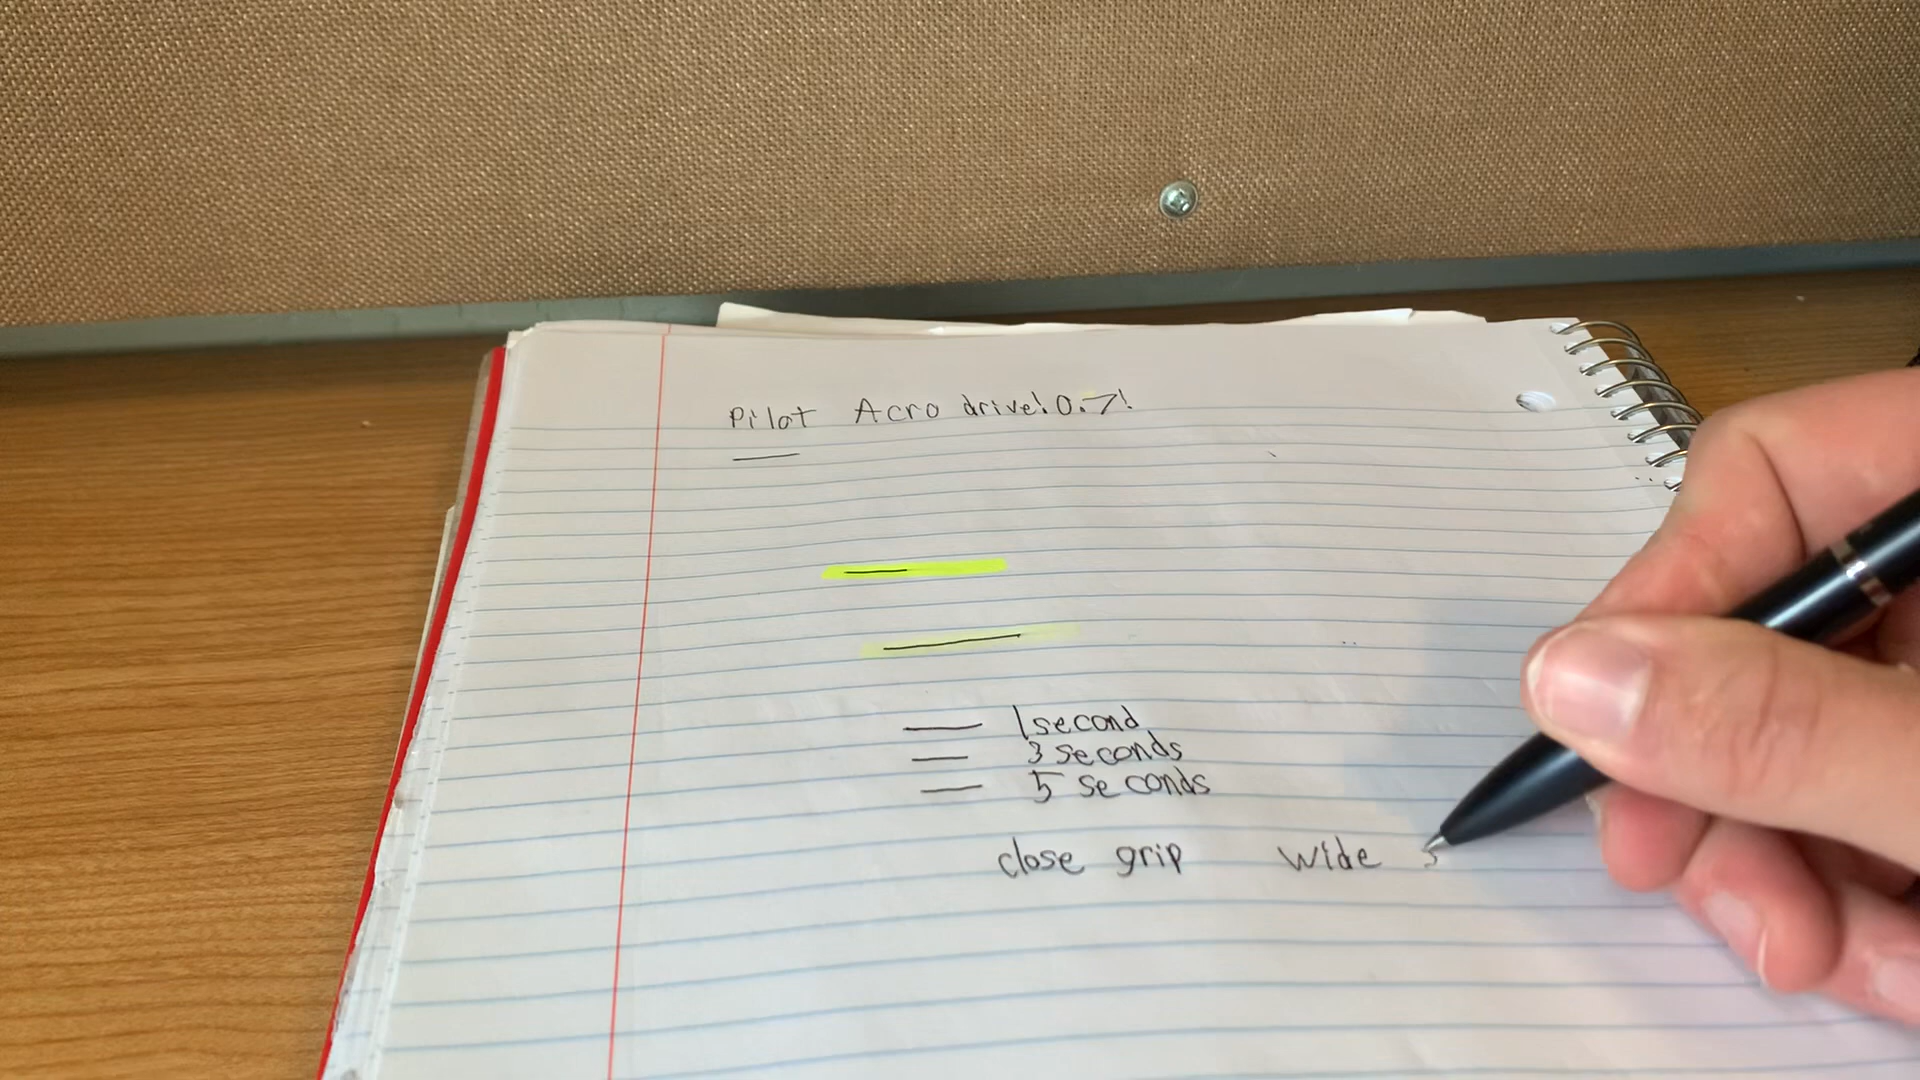 Pilot Acro drive! 0.7!
1 second
3 seconds
5 seconds
close grip wide